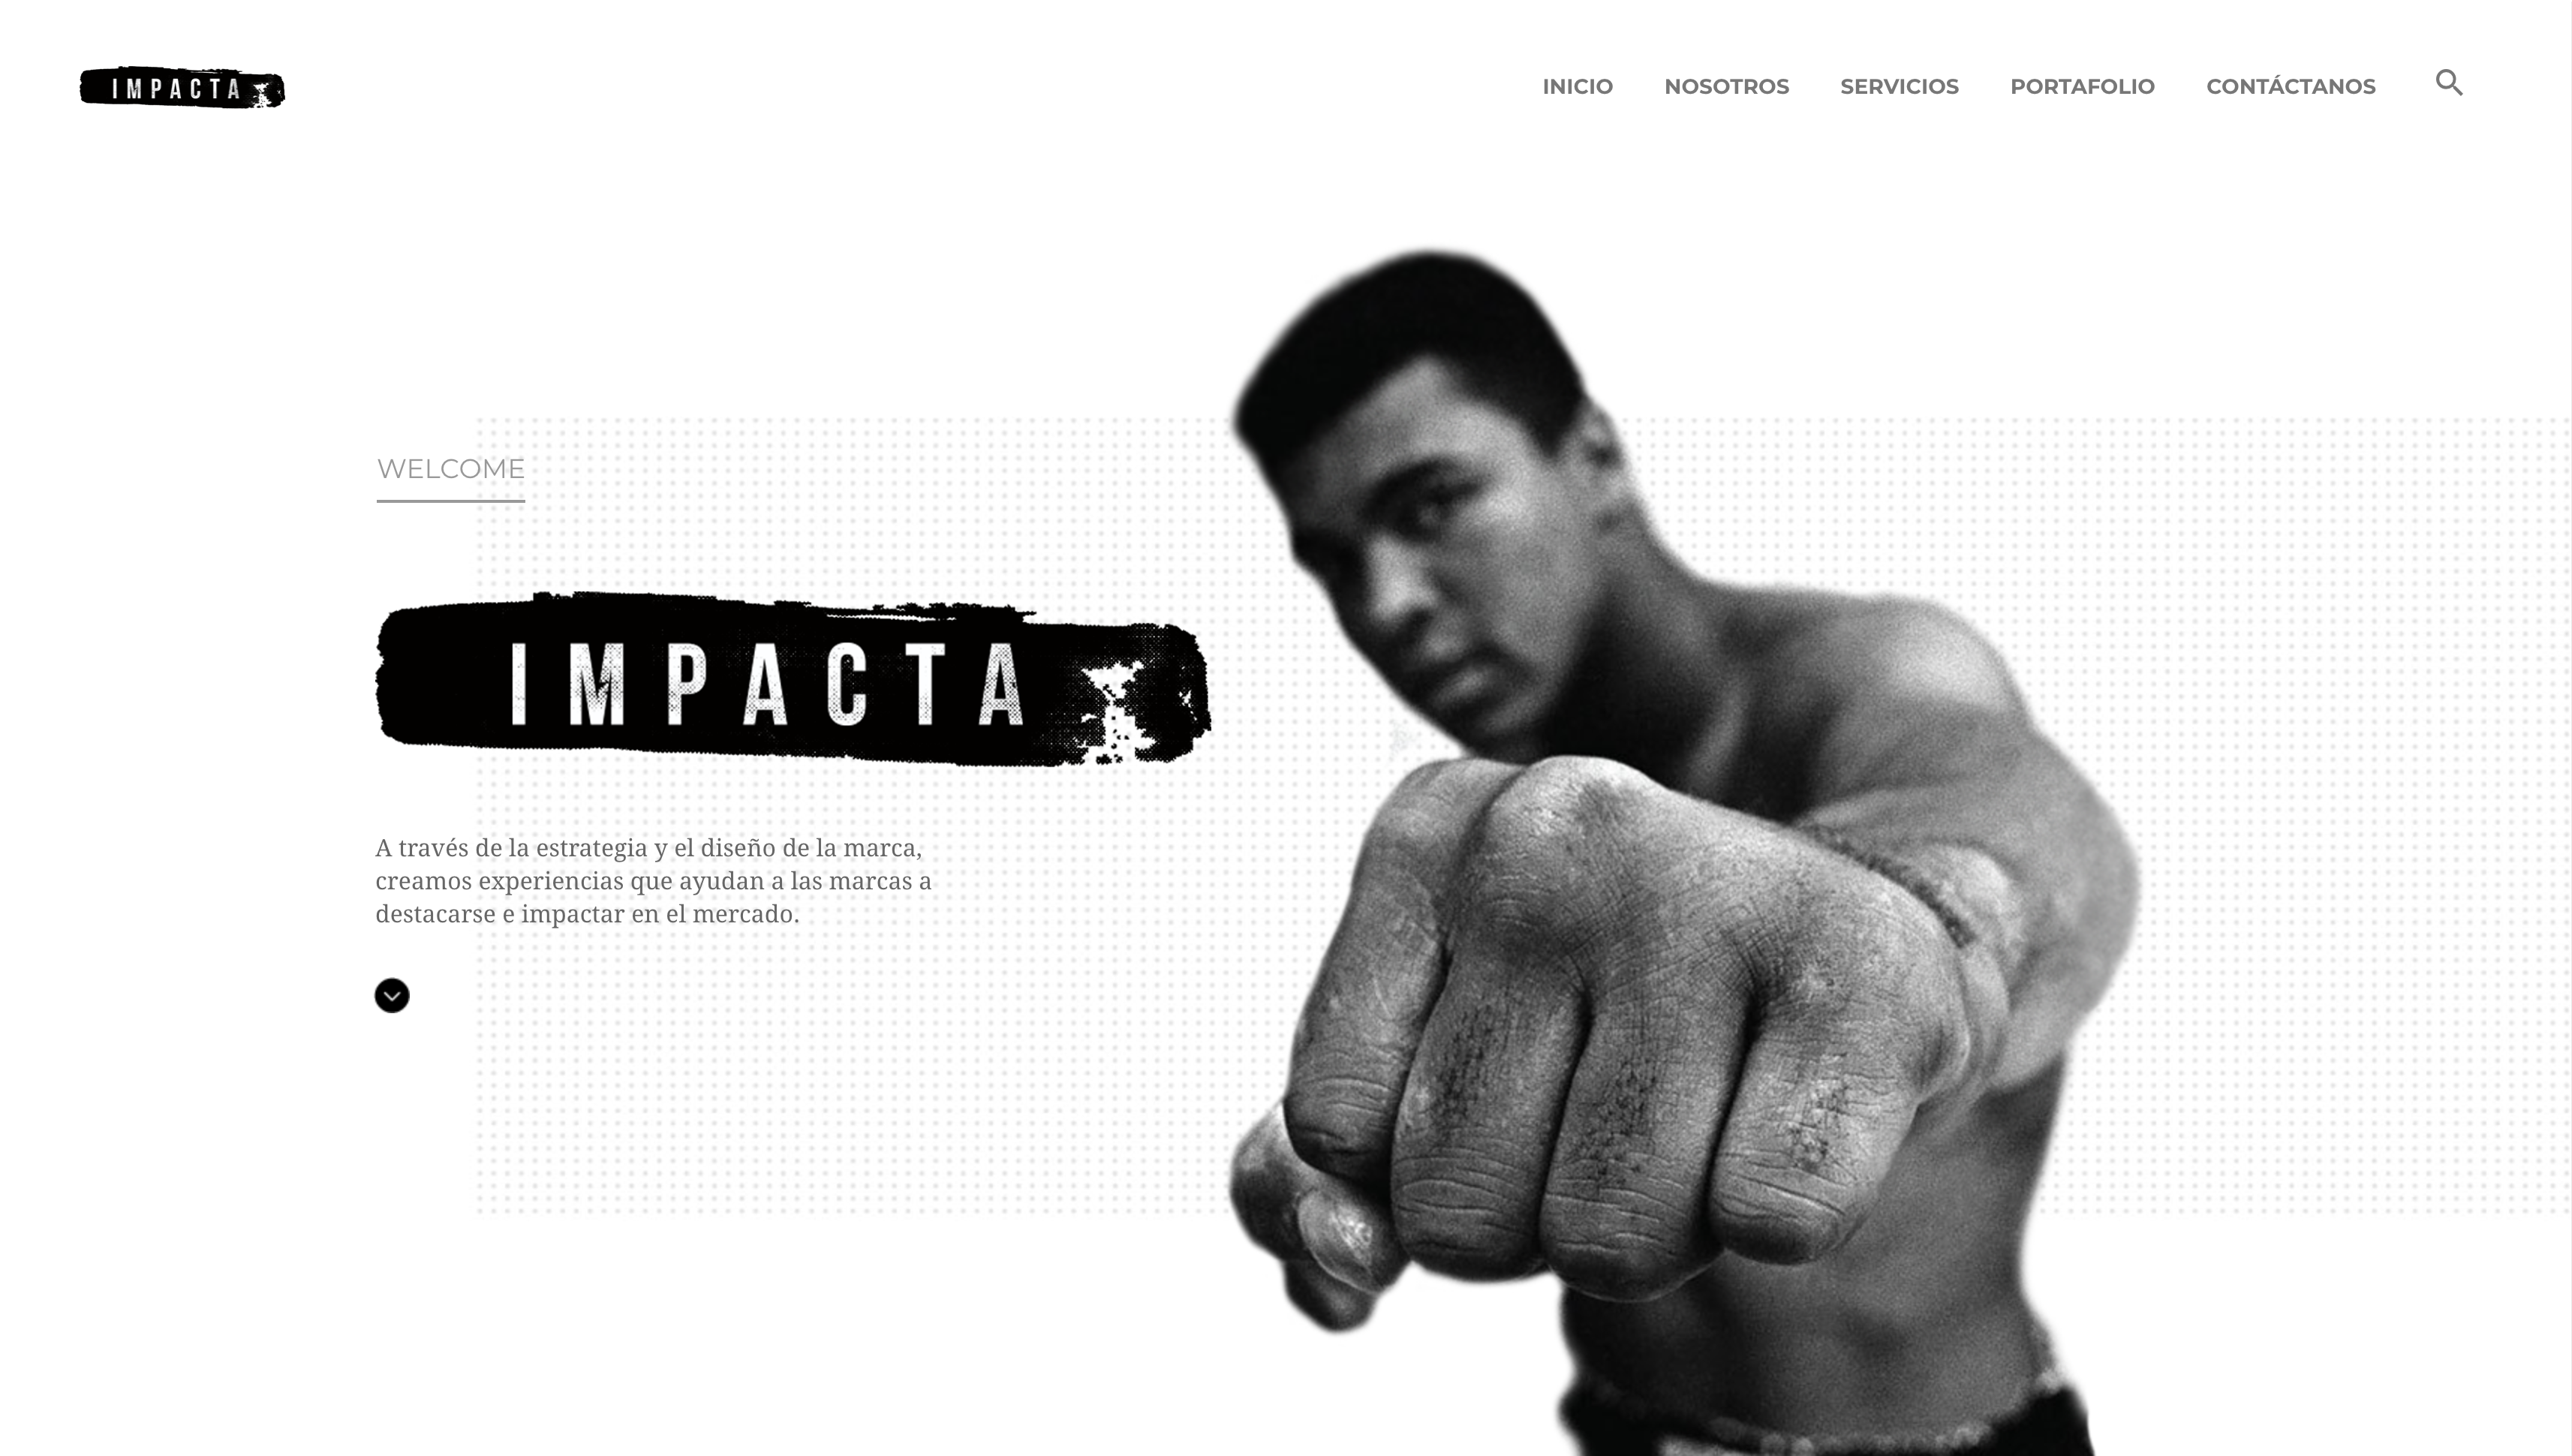 IMPACTA
INICIO NOSOTROS SERVICIOS PORTAFOLIO CONTÁCTANOS
WELCOME
IMPACTA
A través de la estrategia y el diseño de la marca,
creamos experiencias que ayudan a las marcas a
destacarse e impactar en el mercado.